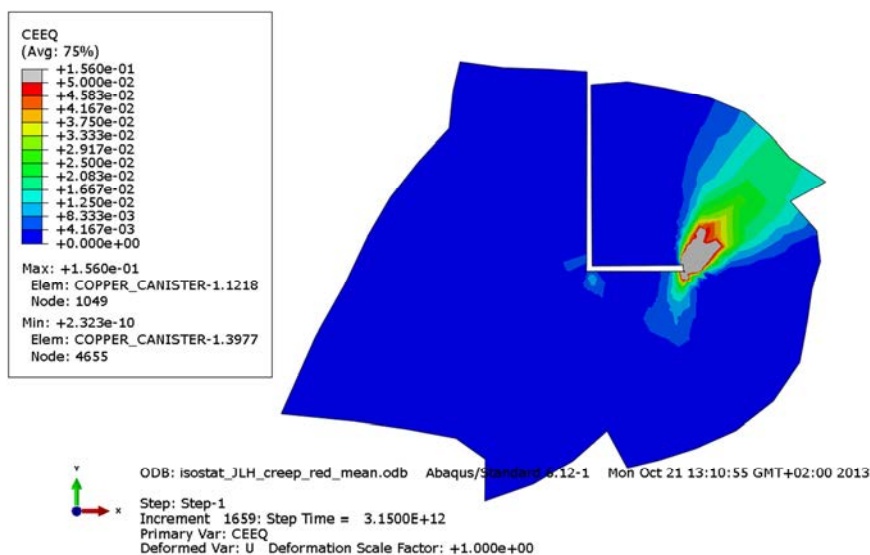 CEEQ
(Avg: 75%)
+1.560e-01
+5.000e-02
+4.583e-02
+4.167e-02
+3.750e-02
+3.333e-02
+2.917e-02
+2.500e-02
+2.083e-02
+1.667e-02
+1.250e-02
+8.333e-03
+4.167e-03
+0.000e+00
Max: +1.560e-01
Elem: COPPER_CANISTER-1.1218
Node: 1049
Min: +2.323e-10
Elem: COPPER_CANISTER-1.3977
Node: 4655
Y
X
ODB: isostat_JLH_creep_red_mean.odb Abaqus/Standard 6.12-1 Mon Oct 21 13:10:55 GMT+02:00 2013
Step: Step-1
Increment 1659: Step Time = 3.1500E+12
Primary Var: CEEQ
Deformed Var: U Deformation Scale Factor: +1.000e+00